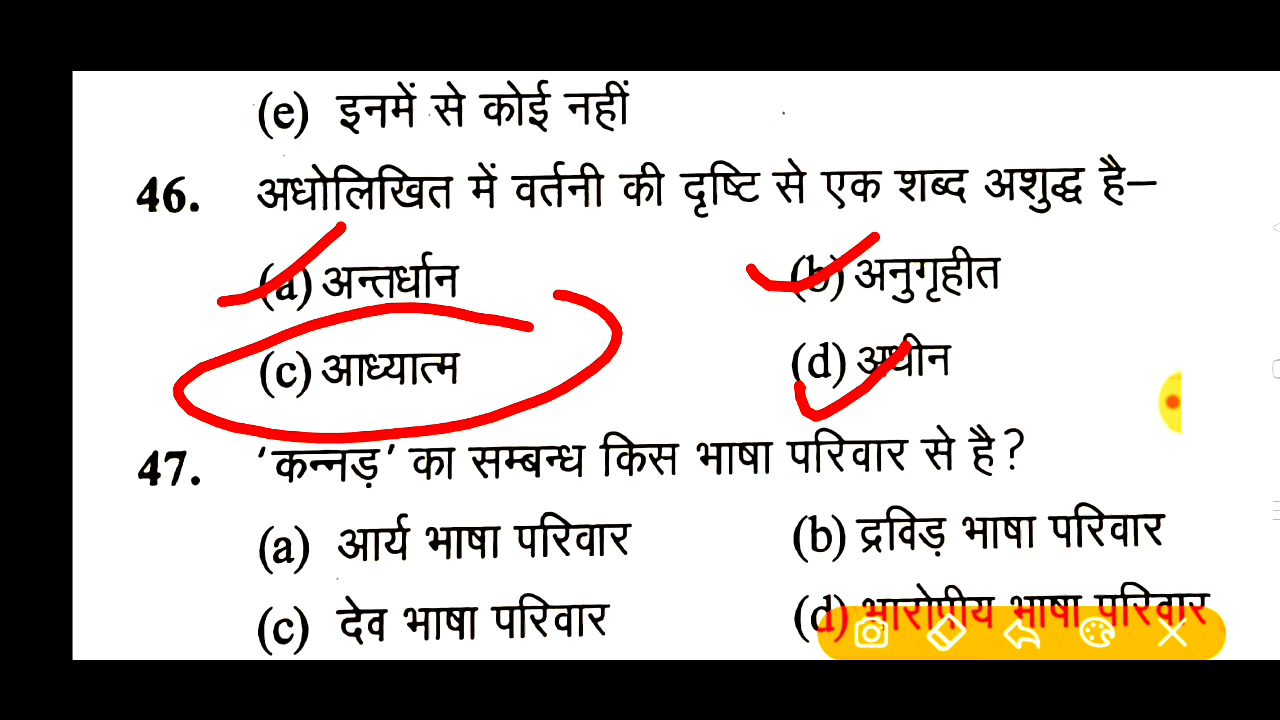 (e) इनमें से कोई नहीं
46. अधोलिखित में वर्तनी की दृष्टि से एक शब्द अशुद्ध है–
(a) अन्तर्धान (b) अनुगृहीत
(c) आध्यात्म (d) अधीन
47. 'कन्नड़' का सम्बन्ध किस भाषा परिवार से है?
(a) आर्य भाषा परिवार (b) द्रविड़ भाषा परिवार
(c) देव भाषा परिवार (d) भारोपीय भाषा परिवार